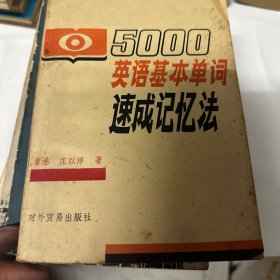 5000
英语基本单词
速成记忆法
香港 庄以淳 著
对外贸易出版社